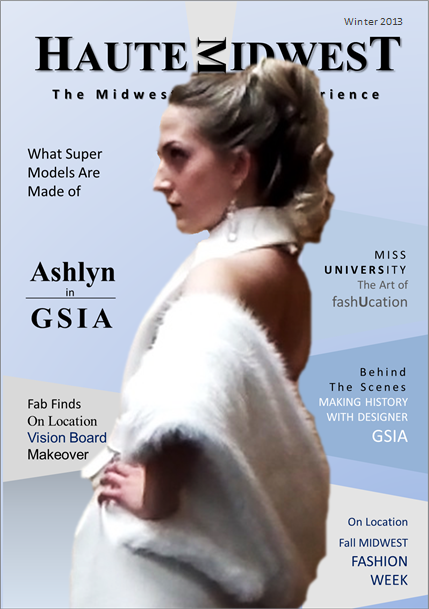 Winter 2013
HAUTE MIDWEST
The Midwes rience
What Super
Models Are
Made of
Ashlyn
in
GSIA
MISS
UNIVERSITY
The Art of
fashUcation
Behind
The Scenes
MAKING HISTORY
WITH DESIGNER
GSIA
Fab Finds
On Location
Vision Board
Makeover
On Location
Fall MIDWEST
FASHION
WEEK